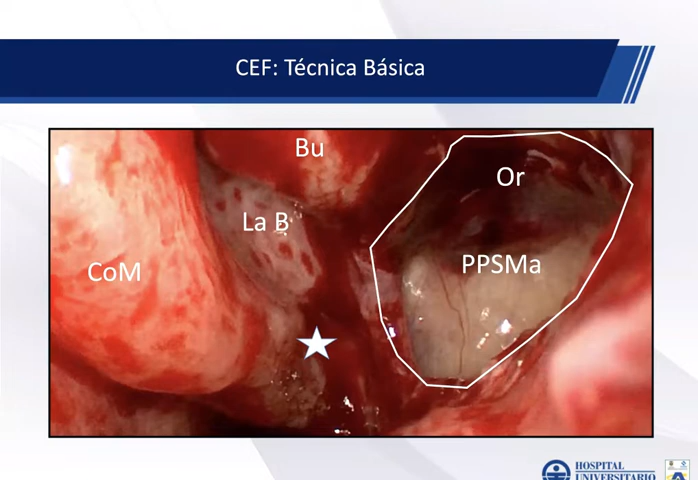 CEF: Técnica Básica
Bu
Or
La B
PPSMa
CoM
HOSPITAL
UNIVERSITARIO